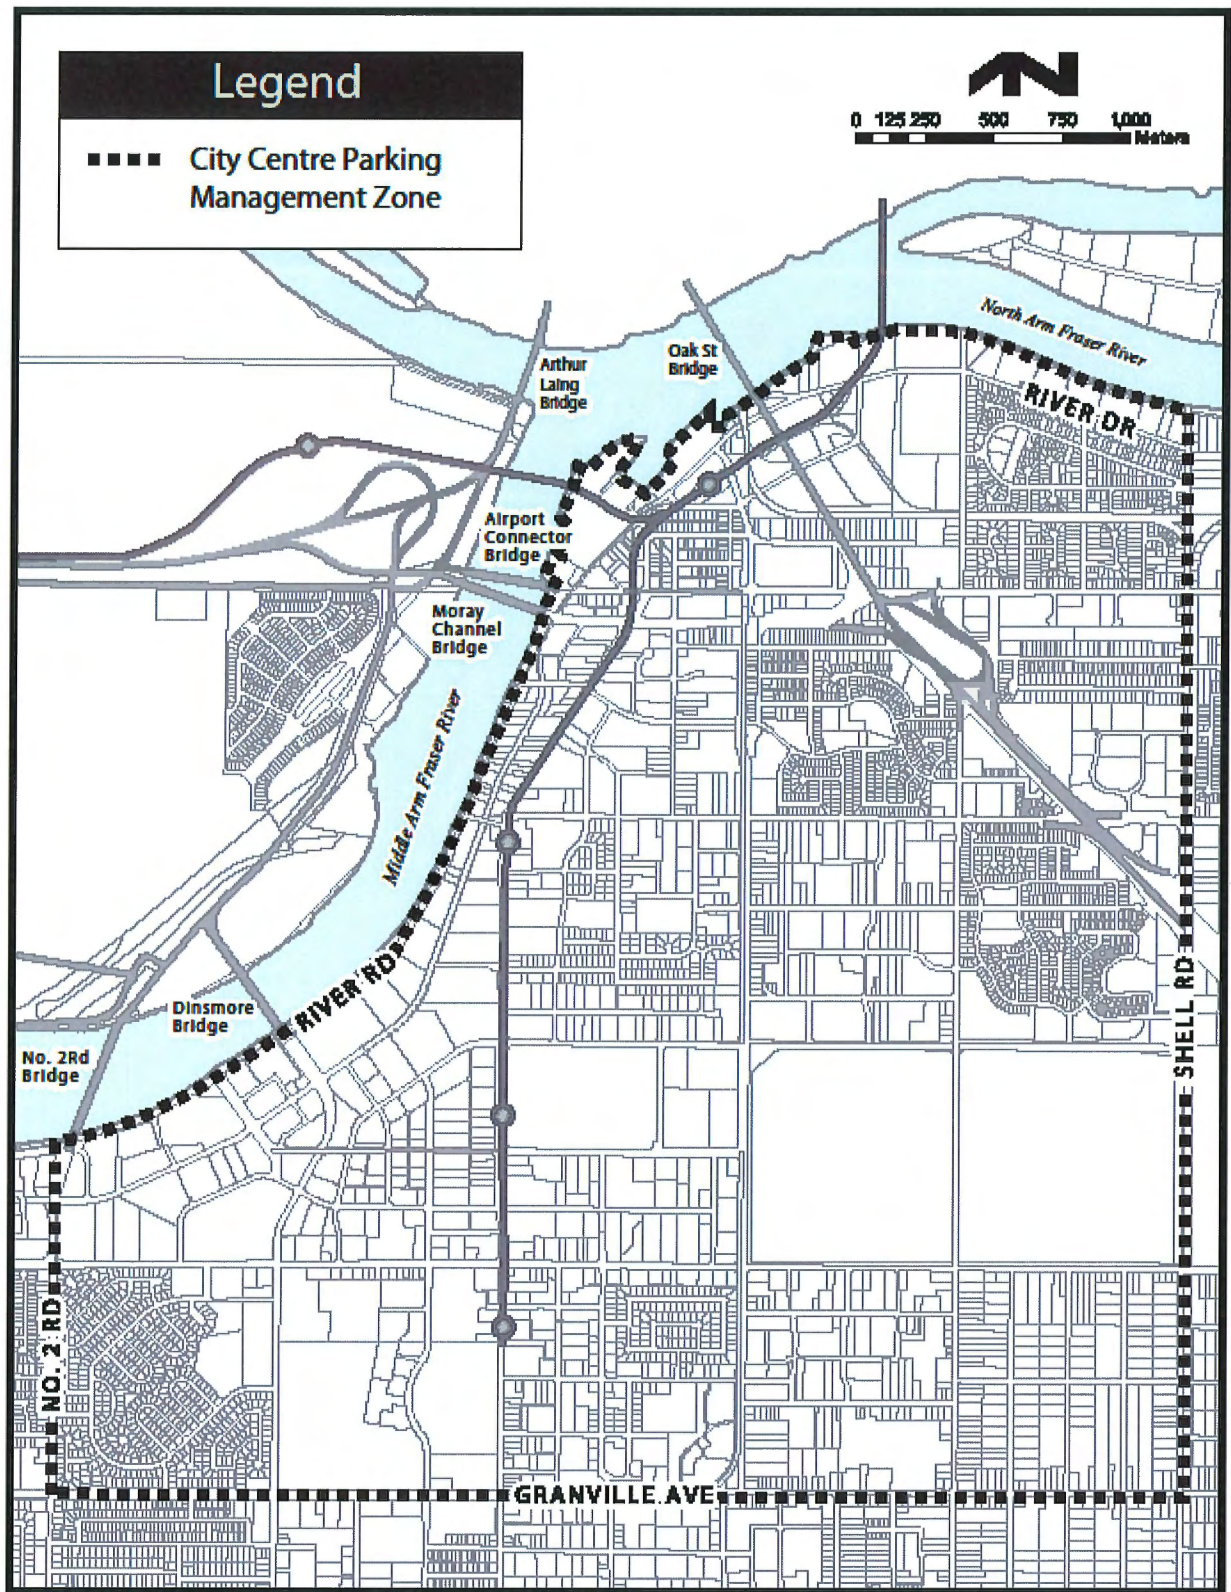 Legend
City Centre Parking
Management Zone
N
0 125 250 500 750 1,000
Meters
North Arm Fraser River
Oak St
Bridge
Arthur
Laing
Bridge
RIVER DR
Airport
Connector
Bridge
Moray
Channel
Bridge
Middle Arm Fraser River
RIVER RD
Dinsmore
Bridge
No. 2Rd
Bridge
SHELL RD
NO. 2 RD
GRANVILLE AVE